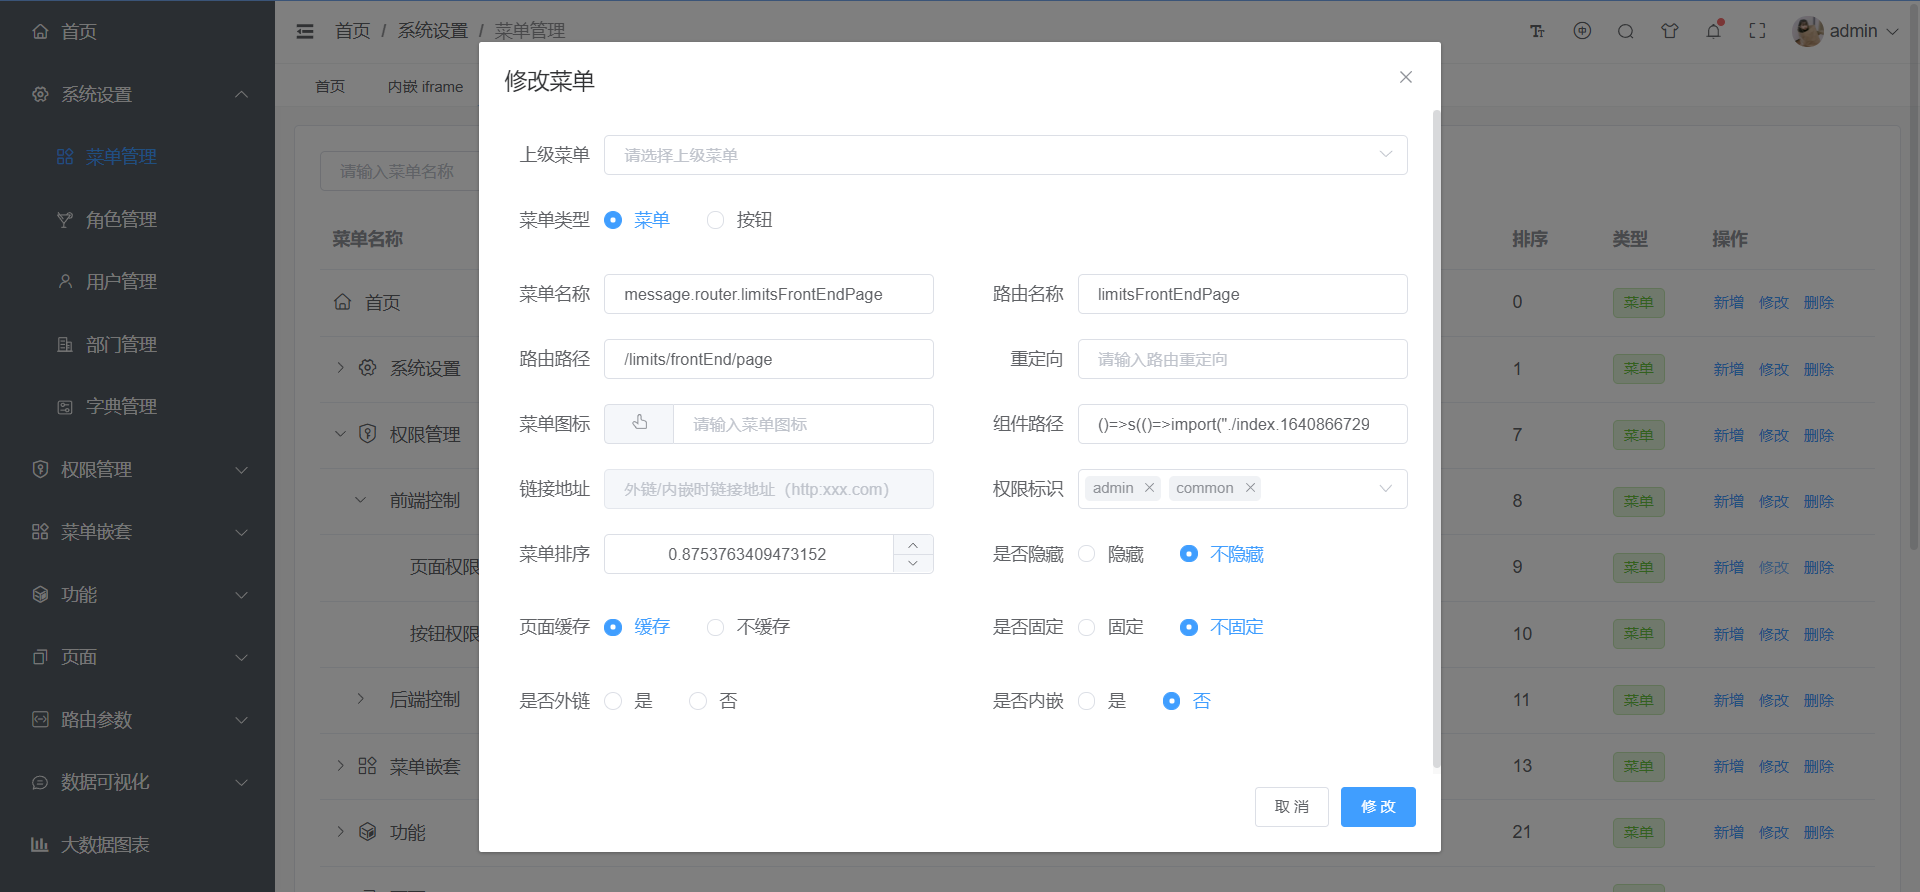 首页
系统设置
菜单管理
角色管理
用户管理
部门管理
字典管理
权限管理
菜单嵌套
功能
页面
路由参数
数据可视化
大数据图表
首页 / 系统设置 / 菜单管理
admin
首页 内嵌 iframe
请输入菜单名称
菜单名称 排序 类型 操作
首页 0 菜单 新增 修改 删除
系统设置 1 菜单 新增 修改 删除
权限管理 7 菜单 新增 修改 删除
前端控制 8 菜单 新增 修改 删除
页面权限 9 菜单 新增 修改 删除
按钮权限 10 菜单 新增 修改 删除
后端控制 11 菜单 新增 修改 删除
菜单嵌套 13 菜单 新增 修改 删除
功能 21 菜单 新增 修改 删除
修改菜单
上级菜单 请选择上级菜单
菜单类型 菜单 按钮
菜单名称 message.router.limitsFrontEndPage 路由名称 limitsFrontEndPage
路由路径 /limits/frontEnd/page 重定向 请输入路由重定向
菜单图标 请输入菜单图标 组件路径 ()=>s(()=>import("./index.1640866729
链接地址 外链/内嵌时链接地址（http:xxx.com） 权限标识 admin common
菜单排序 0.8753763409473152 是否隐藏 隐藏 不隐藏
页面缓存 缓存 不缓存 是否固定 固定 不固定
是否外链 是 否 是否内嵌 是 否
取 消 修 改